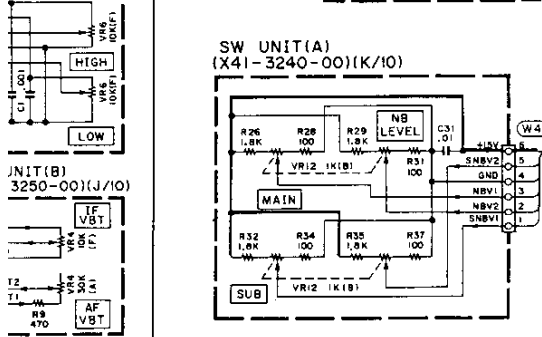 VR6
10K(F)
HIGH
C1 .001
VR6
10K(F)
LOW
UNIT(B)
3250-00)(J/10)
IF
VBT
VR4
10K
(F)
T2
T1
VR4
50K
(A)
R9
470
AF
VBT
SW UNIT(A)
(X41-3240-00)(K/10)
NB
LEVEL
R26
1.8K
R28
100
R29
1.8K
C31
.01
R31
100
VR12 1K(B)
MAIN
R32
1.8K
R34
100
R35
1.8K
R37
100
VR12 1K(B)
SUB
W4
+15V 6
SNBV2 5
GND 4
NBV1 3
NBV2 2
SNBV1 1